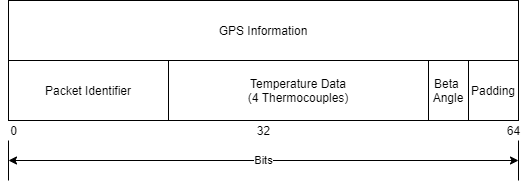 GPS Information
Packet Identifier
Temperature Data
(4 Thermocouples)
Beta
Angle
Padding
0
32
64
Bits